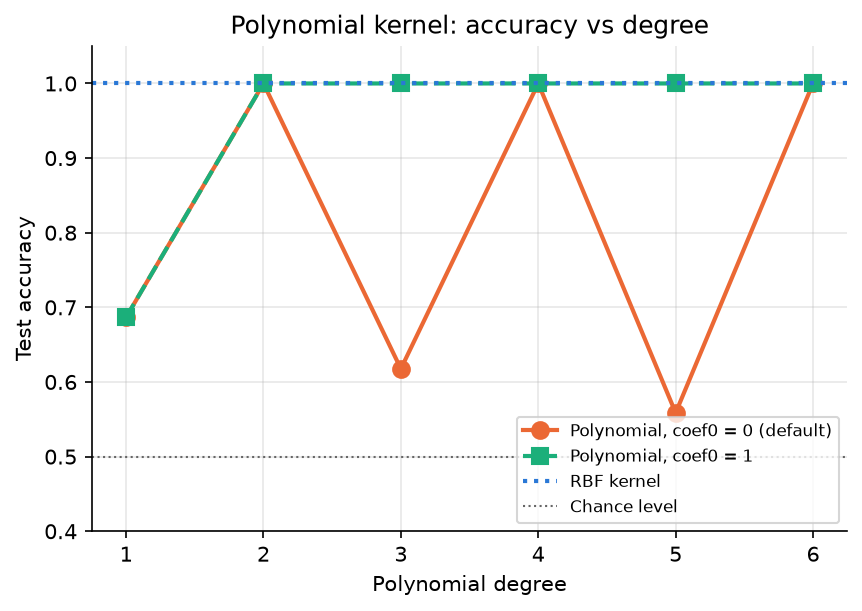 Polynomial kernel: accuracy vs degree
1.0
0.9
0.8
0.7
0.6
0.5
0.4
Test accuracy
Polynomial, coef0 = 0 (default)
Polynomial, coef0 = 1
RBF kernel
Chance level
1 2 3 4 5 6
Polynomial degree